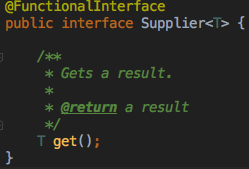 @FunctionalInterface
public interface Supplier<T> {
/**
* Gets a result.
*
* @return a result
*/
T get();
}